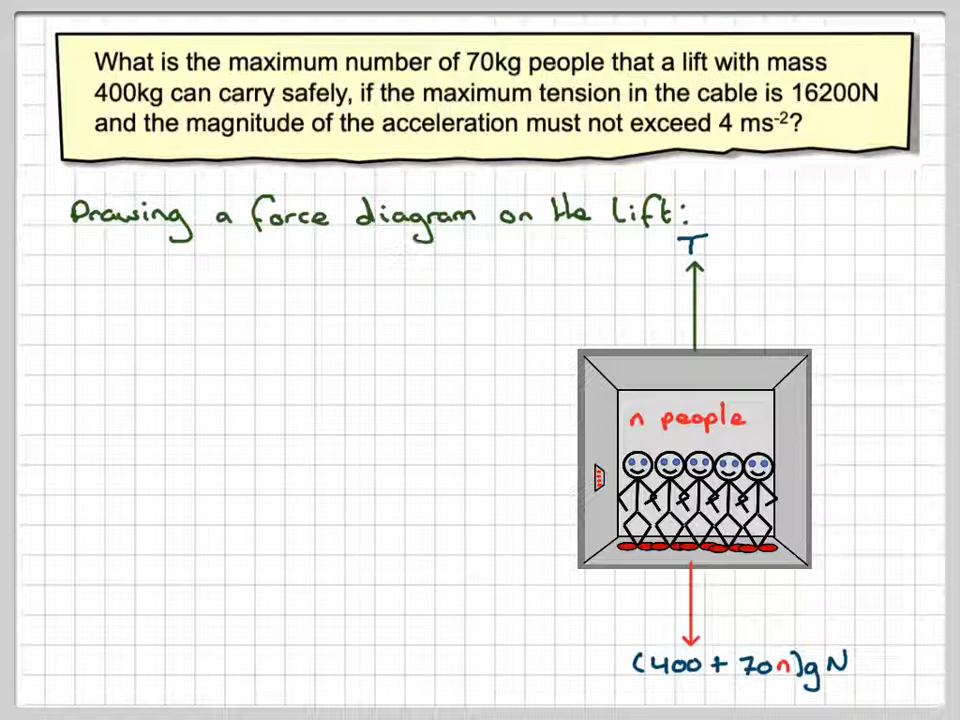 What is the maximum number of 70kg people that a lift with mass
400kg can carry safely, if the maximum tension in the cable is 16200N
and the magnitude of the acceleration must not exceed 4 ms⁻²?
Drawing a force diagram on the lift:
T
n people
(400 + 70n)g N